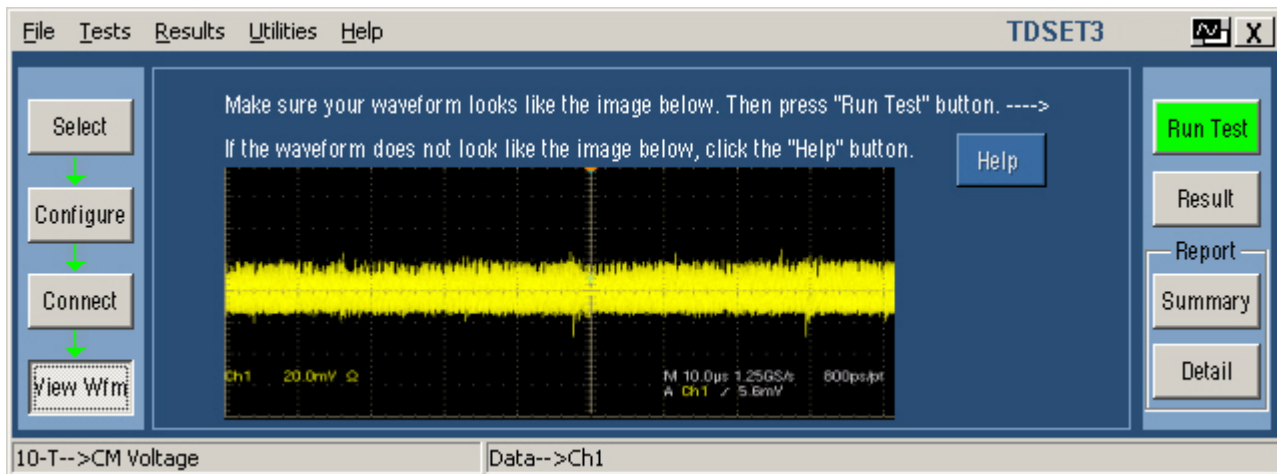 File Tests Results Utilities Help TDSET3 X
Make sure your waveform looks like the image below. Then press "Run Test" button. ---->
If the waveform does not look like the image below, click the "Help" button.
Help
Select
Configure
Connect
View Wfm
Ch1 20.0mV Ω M 10.0µs 1.25GS/s 800ps/pt
A Ch1 / 5.6mV
Run Test
Result
Report
Summary
Detail
10-T-->CM Voltage Data-->Ch1